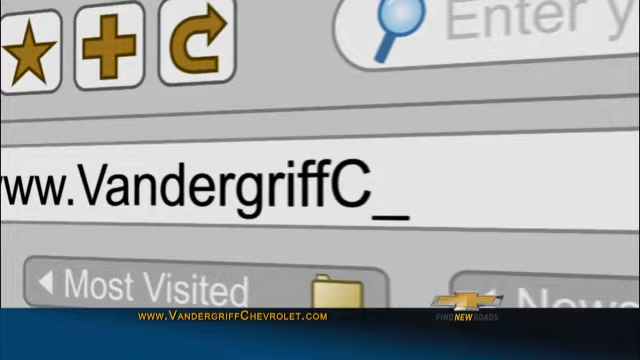 Enter y
ww.VandergriffC_
Most Visited
News
www.VandergriffChevrolet.com
FIND NEW ROADS